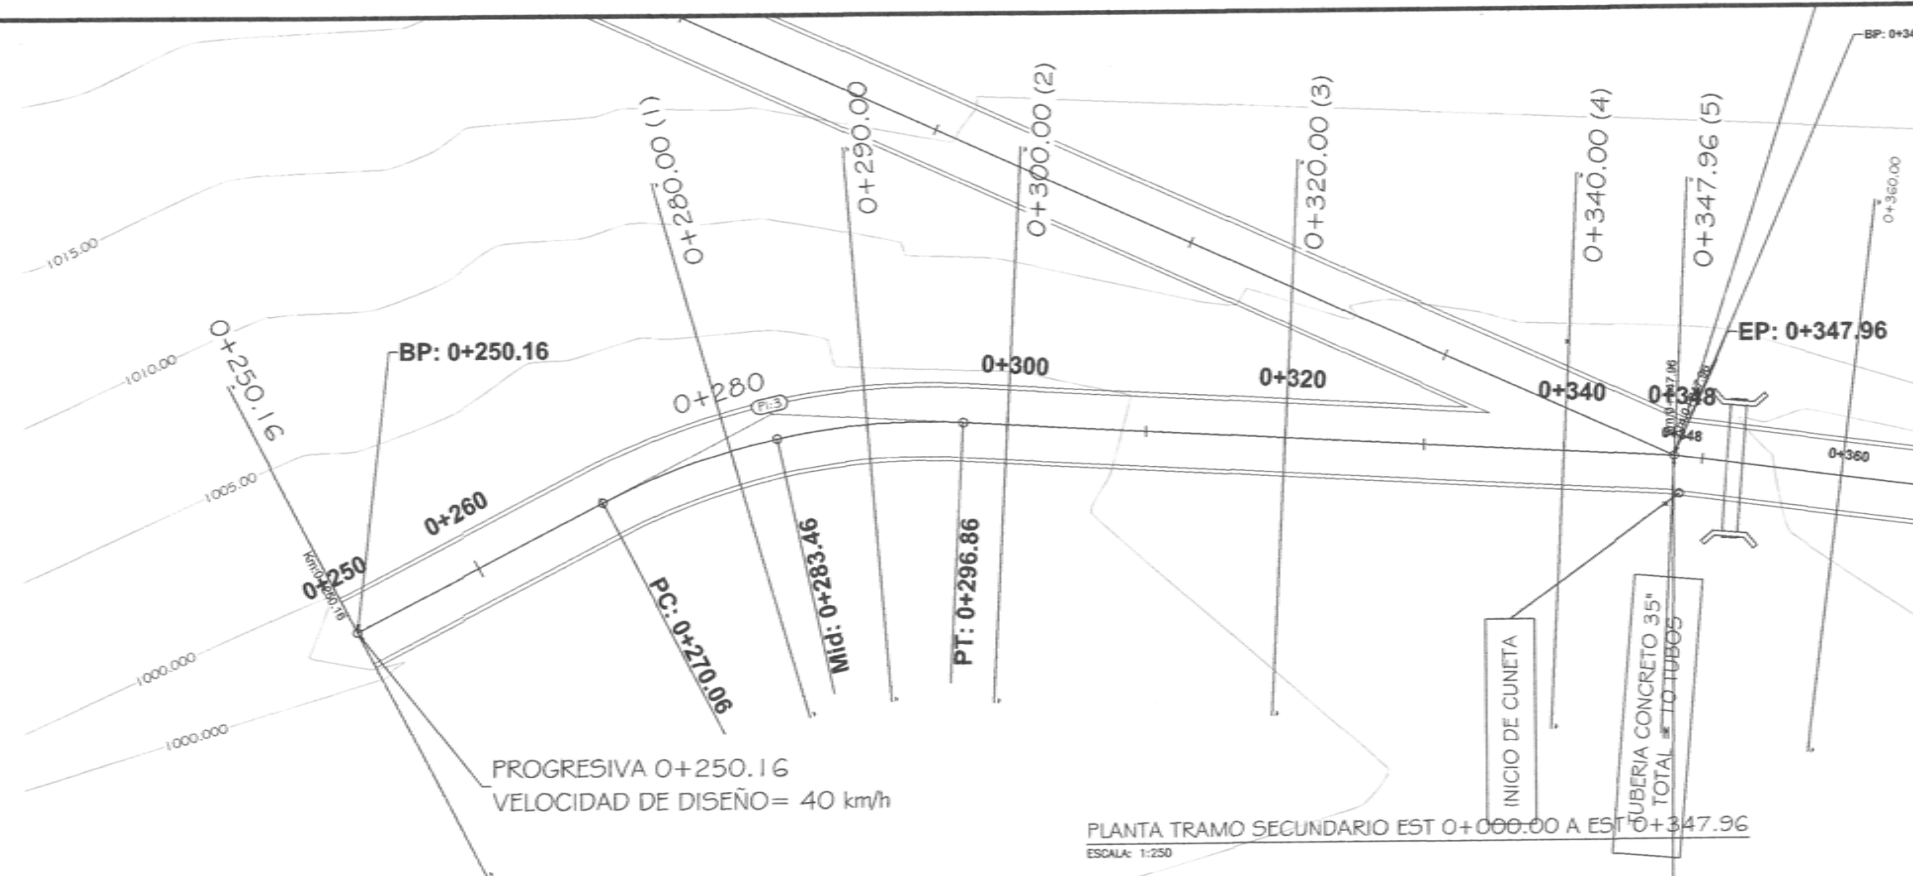 BP: 0+34
0+280.00 (1)
0+290.00
0+300.00 (2)
0+320.00 (3)
0+340.00 (4)
0+347.96 (5)
0+360.00
1015.00
1010.00
1005.00
1000.000
1000.000
0+250.16
BP: 0+250.16
0+280
PI:3
0+300
0+320
0+340
0+348
0+348
EP: 0+347.96
0+360
0+260
0+250
PC: 0+270.06
Mid: 0+283.46
PT: 0+296.86
PROGRESIVA 0+250.16
VELOCIDAD DE DISEÑO= 40 km/h
INICIO DE CUNETA
TUBERIA CONCRETO 35"
TOTAL = 10 TUBOS
PLANTA TRAMO SECUNDARIO EST 0+000.00 A EST 0+347.96
ESCALA: 1:250